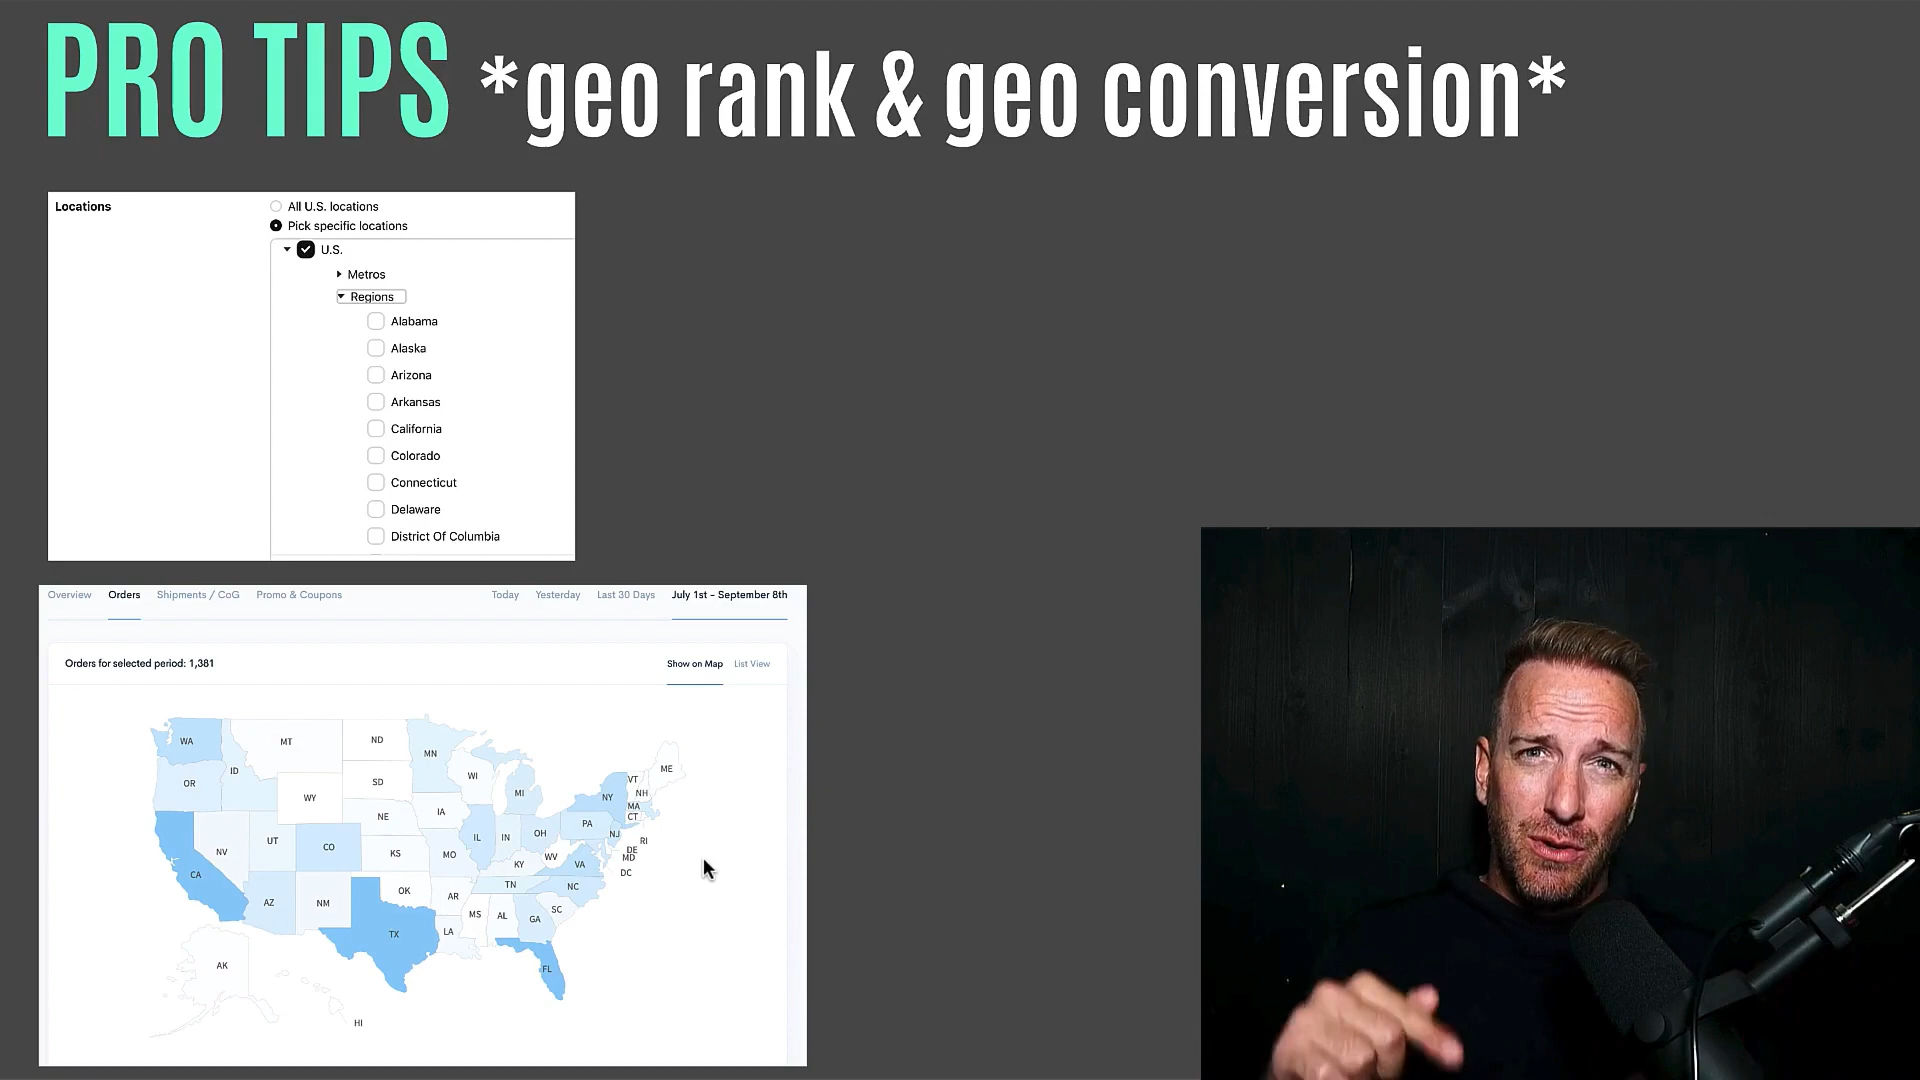 PRO TIPS *geo rank & geo conversion*
Locations
All U.S. locations
Pick specific locations
U.S.
Metros
Regions
Alabama
Alaska
Arizona
Arkansas
California
Colorado
Connecticut
Delaware
District Of Columbia
Overview Orders Shipments / CoG Promo & Coupons Today Yesterday Last 30 Days July 1st - September 8th
Orders for selected period: 1,381 Show on Map List View
WA MT ND MN ME
OR ID SD WI MI VT NH
WY NY MA
NE IA CT
NV UT CO IL IN OH PA NJ RI
KS MO KY WV VA DE
MD
CA DC
AZ NM OK AR TN NC
MS AL GA SC
TX LA
AK FL
HI